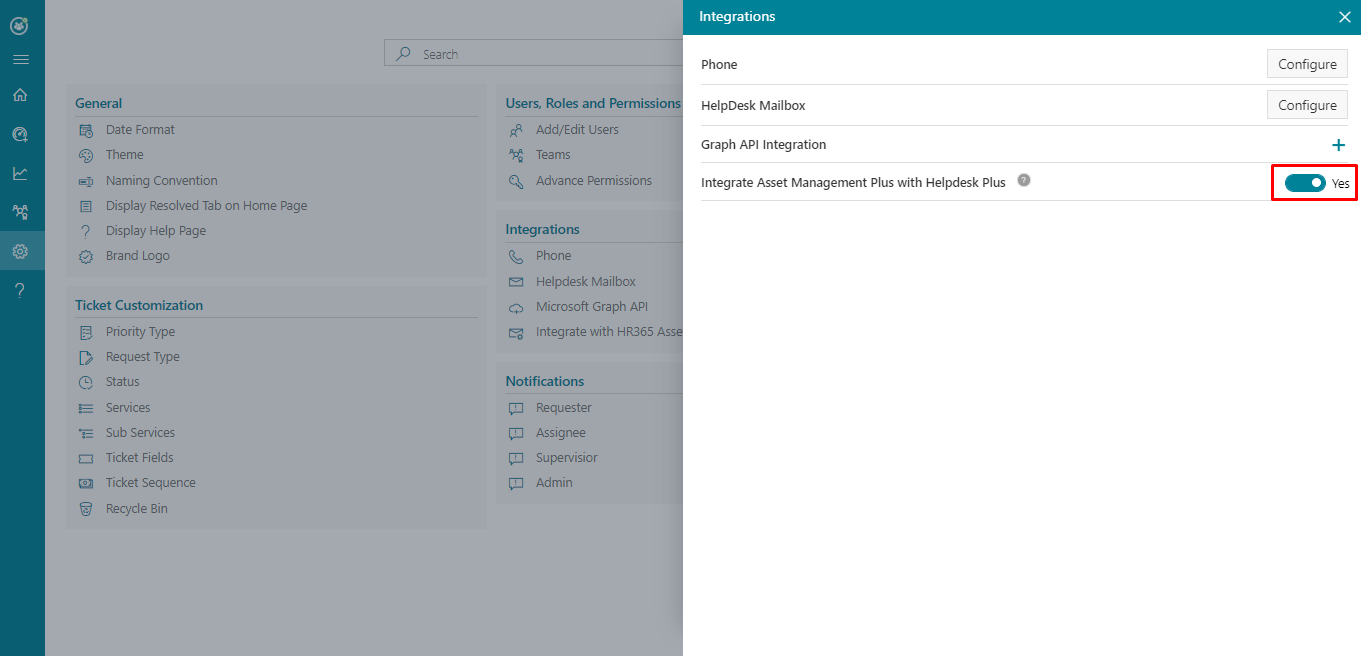 Search
General
Date Format
Theme
Naming Convention
Display Resolved Tab on Home Page
Display Help Page
Brand Logo
Ticket Customization
Priority Type
Request Type
Status
Services
Sub Services
Ticket Fields
Ticket Sequence
Recycle Bin
Users, Roles and Permissions
Add/Edit Users
Teams
Advance Permissions
Integrations
Phone
Helpdesk Mailbox
Microsoft Graph API
Integrate with HR365 Asse
Notifications
Requester
Assignee
Supervisior
Admin
Integrations
Phone Configure
HelpDesk Mailbox Configure
Graph API Integration
Integrate Asset Management Plus with Helpdesk Plus ? Yes